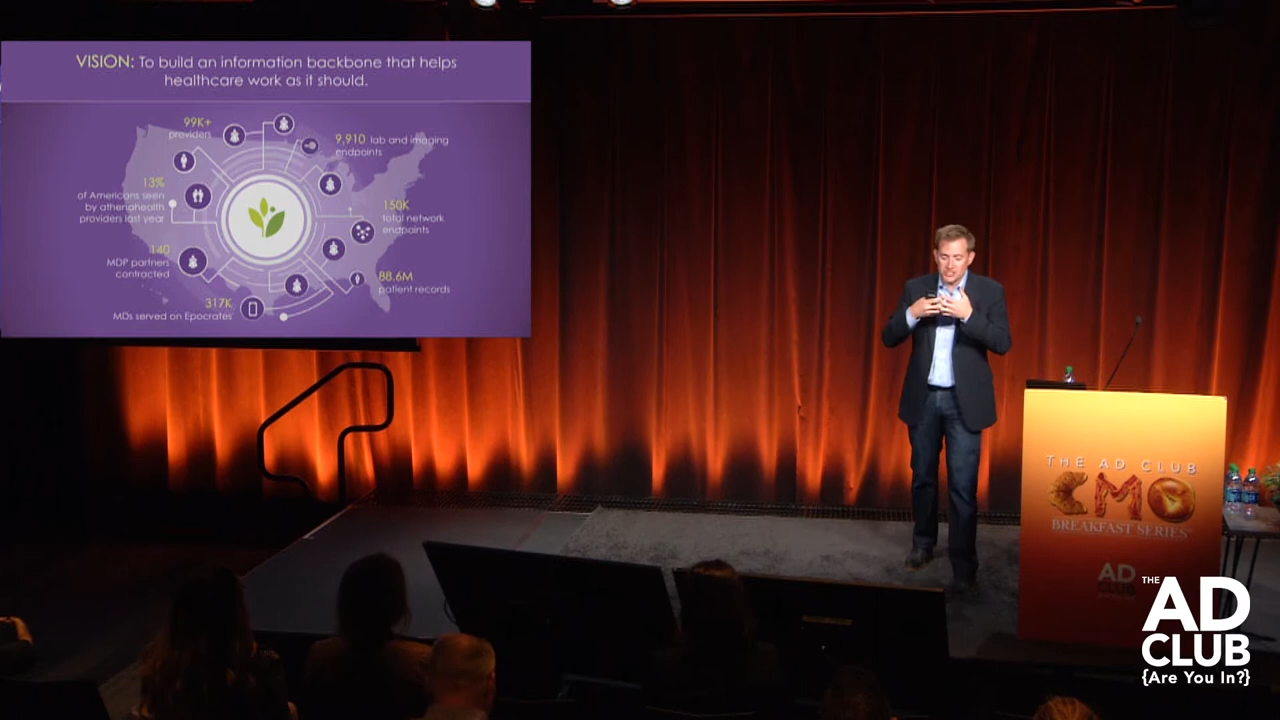 VISION: To build an information backbone that helps
healthcare work as it should.
99K+
providers
9,910 lab and imaging
endpoints
13%
of Americans seen
by athenahealth
providers last year
150K
total network
endpoints
140
MDP partners
contracted
88.6M
patient records
317K
MDs served on Epocrates
THE AD CLUB
CMO
BREAKFAST SERIES
AD
CLUB
THE
AD
CLUB
{Are You In?}